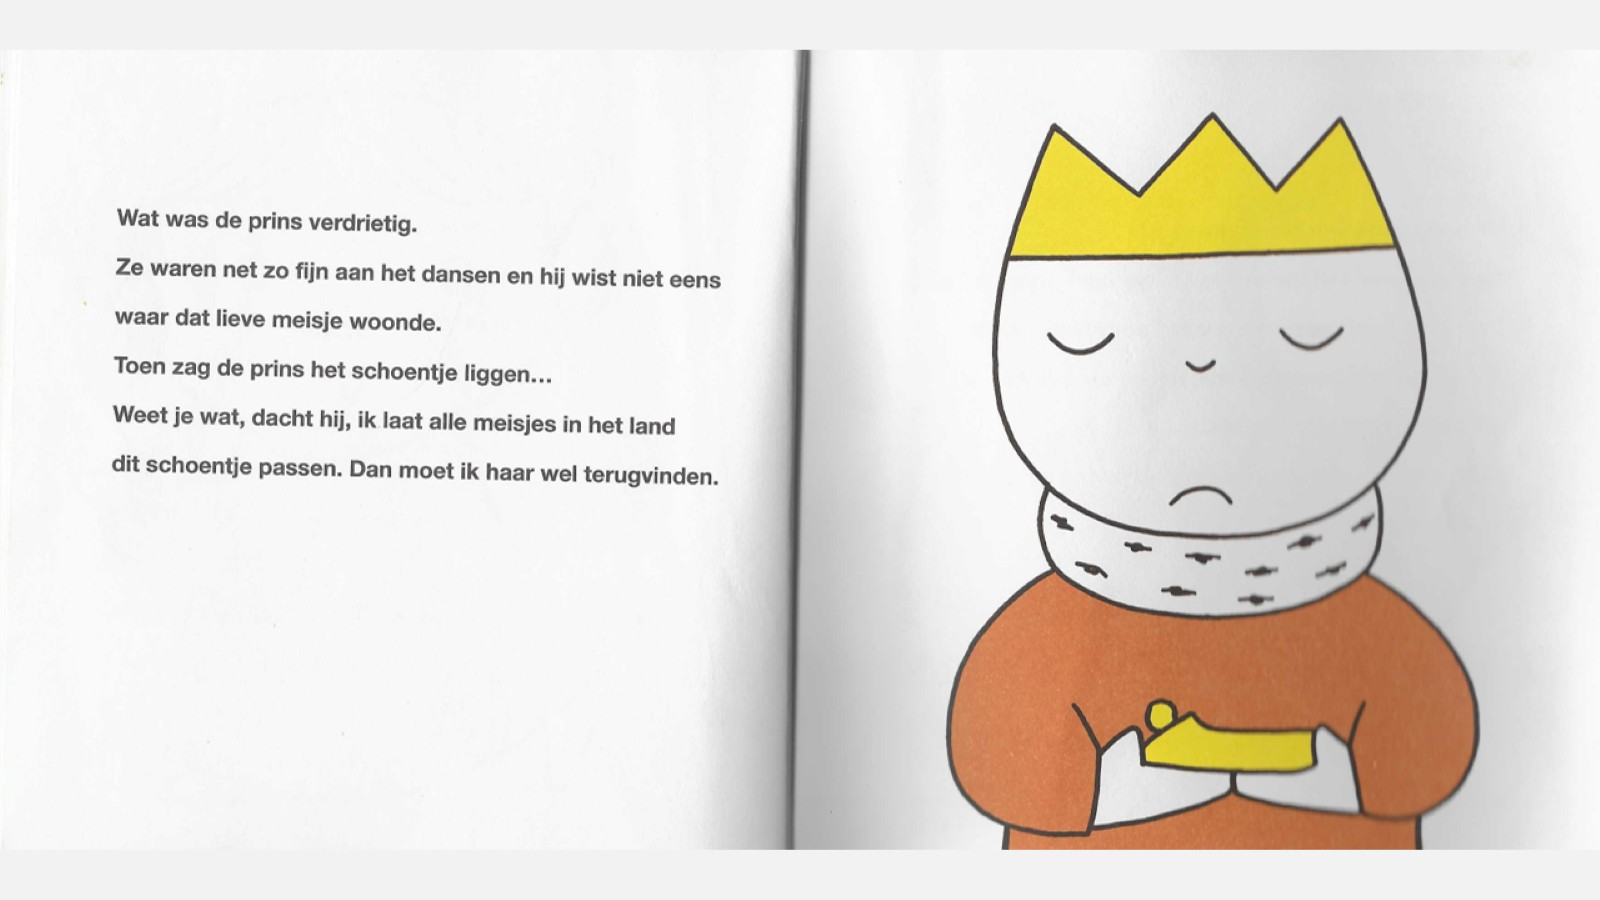 Wat was de prins verdrietig.
Ze waren net zo fijn aan het dansen en hij wist niet eens
waar dat lieve meisje woonde.
Toen zag de prins het schoentje liggen...
Weet je wat, dacht hij, ik laat alle meisjes in het land
dit schoentje passen. Dan moet ik haar wel terugvinden.